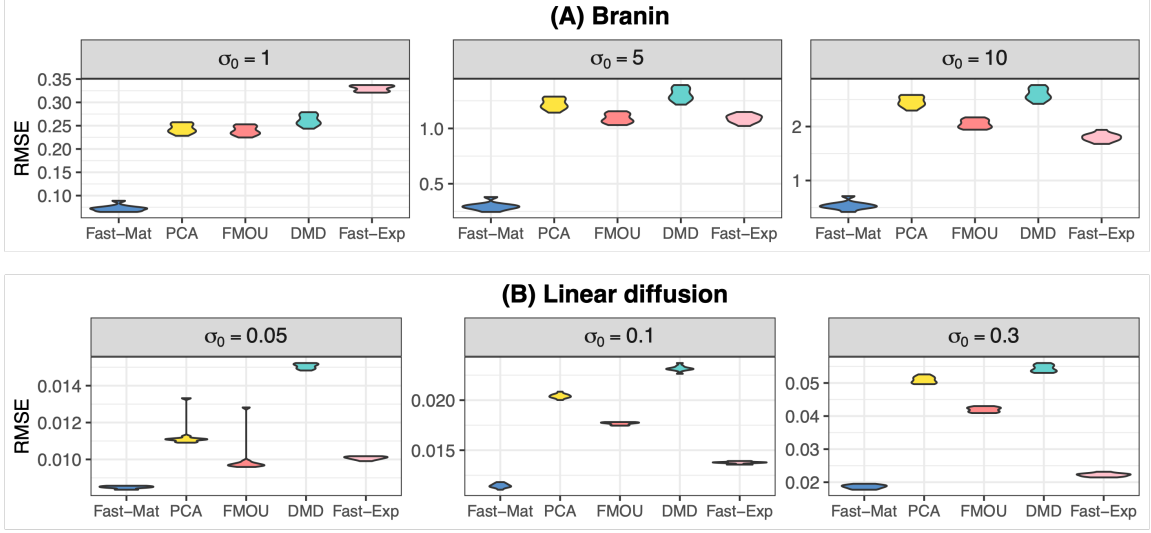 (A) Branin
σ₀ = 1
σ₀ = 5
σ₀ = 10
RMSE
0.35
0.30
0.25
0.20
0.15
0.10
1.0
0.5
2
1
Fast−Mat PCA FMOU DMD Fast−Exp
Fast−Mat PCA FMOU DMD Fast−Exp
Fast−Mat PCA FMOU DMD Fast−Exp
(B) Linear diffusion
σ₀ = 0.05
σ₀ = 0.1
σ₀ = 0.3
RMSE
0.014
0.012
0.010
0.020
0.015
0.05
0.04
0.03
0.02
Fast−Mat PCA FMOU DMD Fast−Exp
Fast−Mat PCA FMOU DMD Fast−Exp
Fast−Mat PCA FMOU DMD Fast−Exp